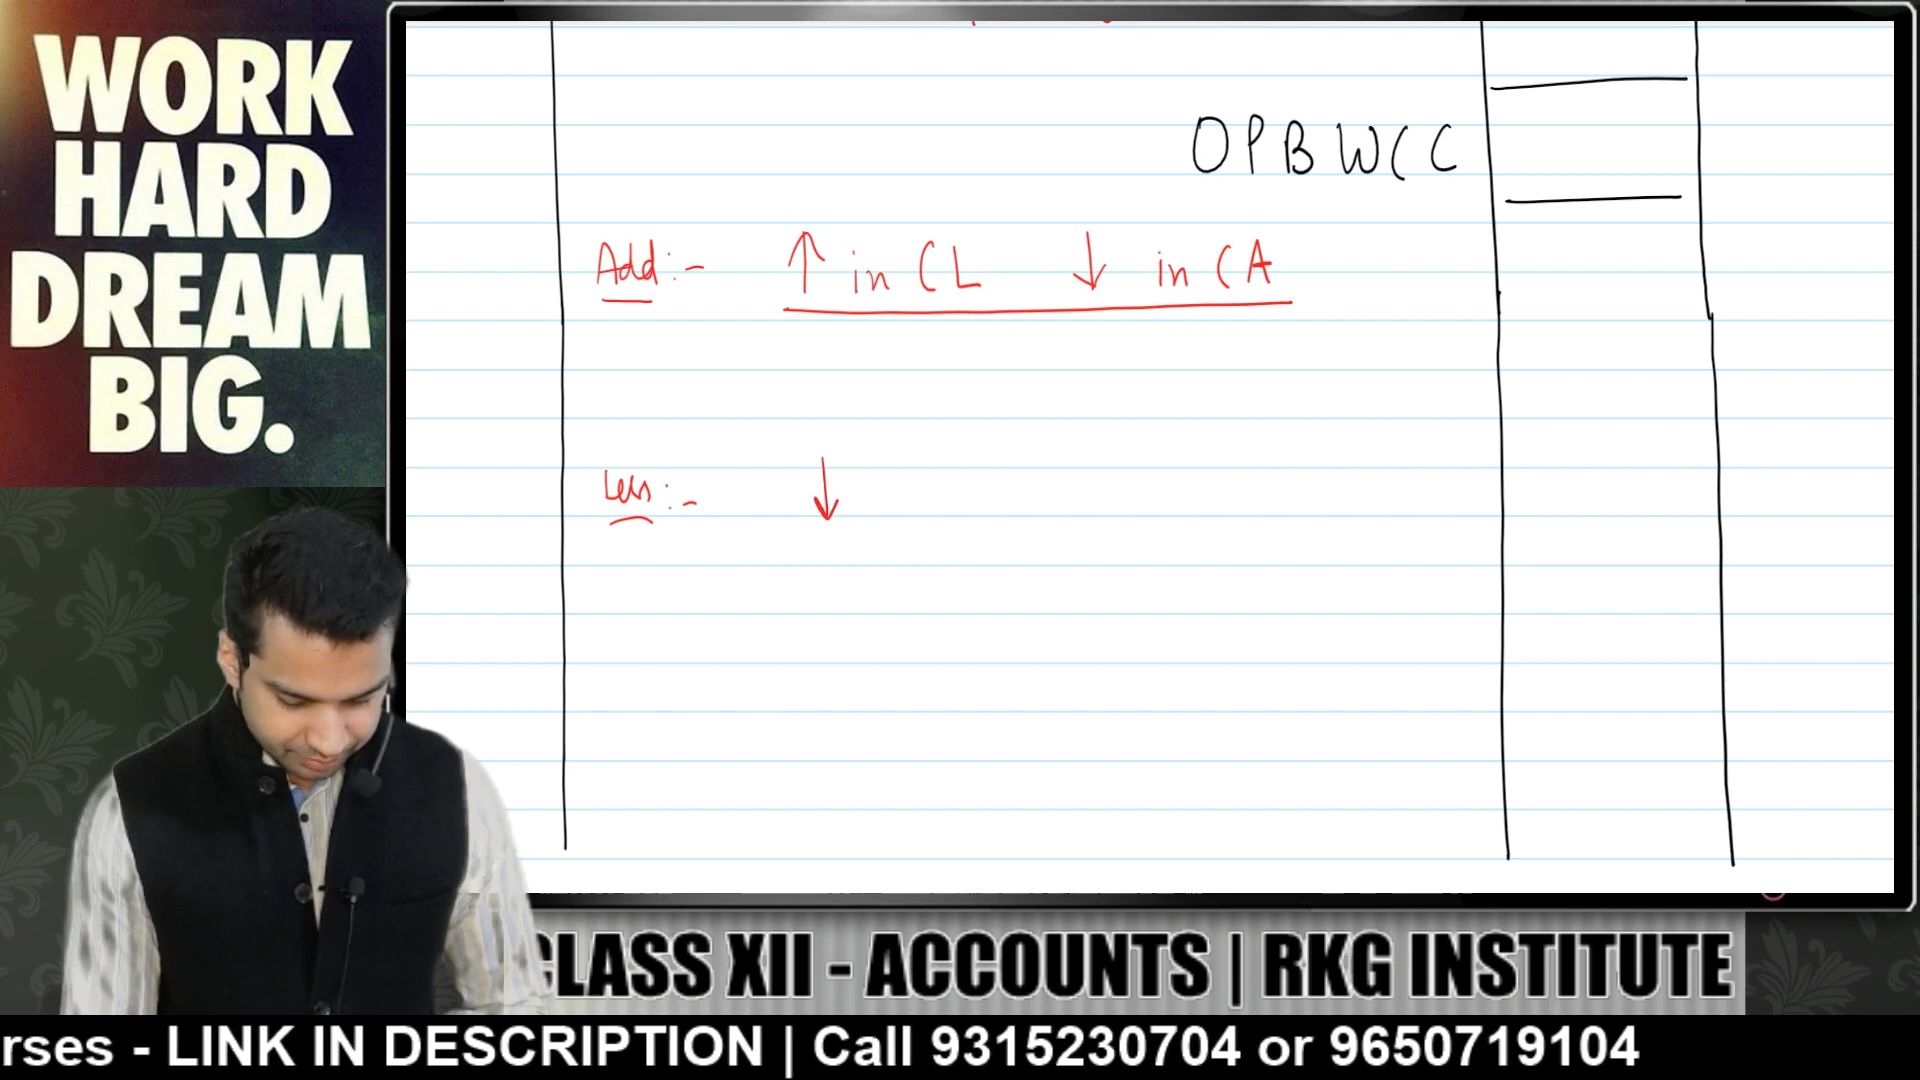 WORK
HARD
DREAM
BIG.
OPBWCC
Add:- ↑ in CL ↓ in CA
Less:- ↓
CLASS XII - ACCOUNTS | RKG INSTITUTE
rses - LINK IN DESCRIPTION | Call 9315230704 or 9650719104